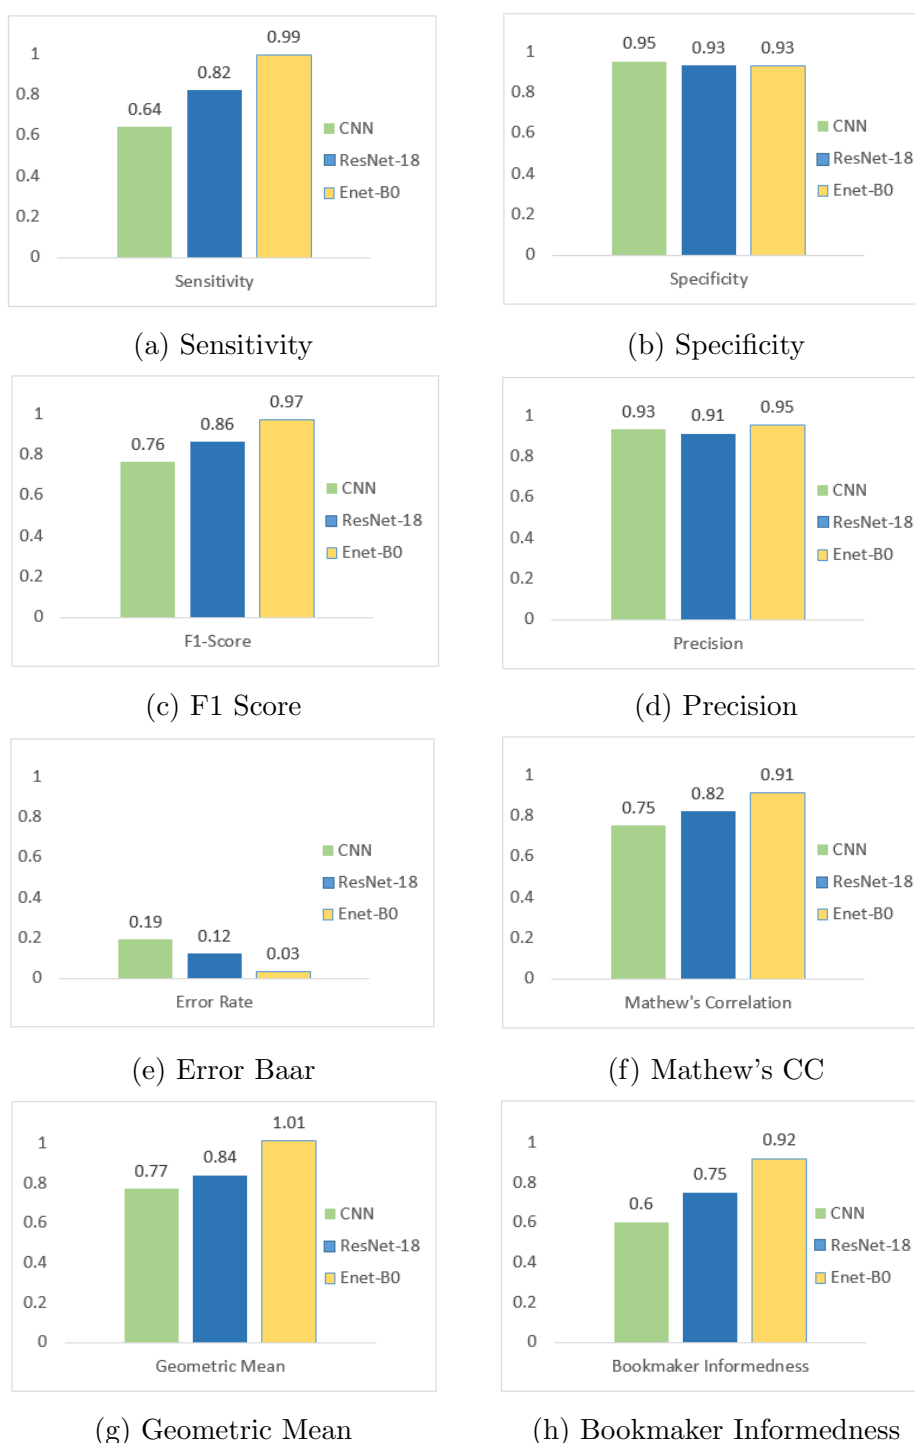 0.99
1
0.82
0.8
0.64
0.6
0.4
0.2
0
CNN
ResNet-18
Enet-B0
Sensitivity
(a) Sensitivity
0.95 0.93 0.93
1
0.8
0.6
0.4
0.2
0
CNN
ResNet-18
Enet-B0
Specificity
(b) Specificity
0.97
1
0.86
0.76
0.8
0.6
0.4
0.2
0
CNN
ResNet-18
Enet-B0
F1-Score
(c) F1 Score
0.93 0.91 0.95
1
0.8
0.6
0.4
0.2
0
CNN
ResNet-18
Enet-B0
Precision
(d) Precision
1
0.8
0.6
0.4
0.2
0
0.19
0.12
0.03
CNN
ResNet-18
Enet-B0
Error Rate
(e) Error Baar
0.91
1
0.82
0.75
0.8
0.6
0.4
0.2
0
CNN
ResNet-18
Enet-B0
Mathew's Correlation
(f) Mathew's CC
1.01
1
0.84
0.77
0.8
0.6
0.4
0.2
0
CNN
ResNet-18
Enet-B0
Geometric Mean
(g) Geometric Mean
0.92
1
0.75
0.8
0.6
0.6
0.4
0.2
0
CNN
ResNet-18
Enet-B0
Bookmaker Informedness
(h) Bookmaker Informedness